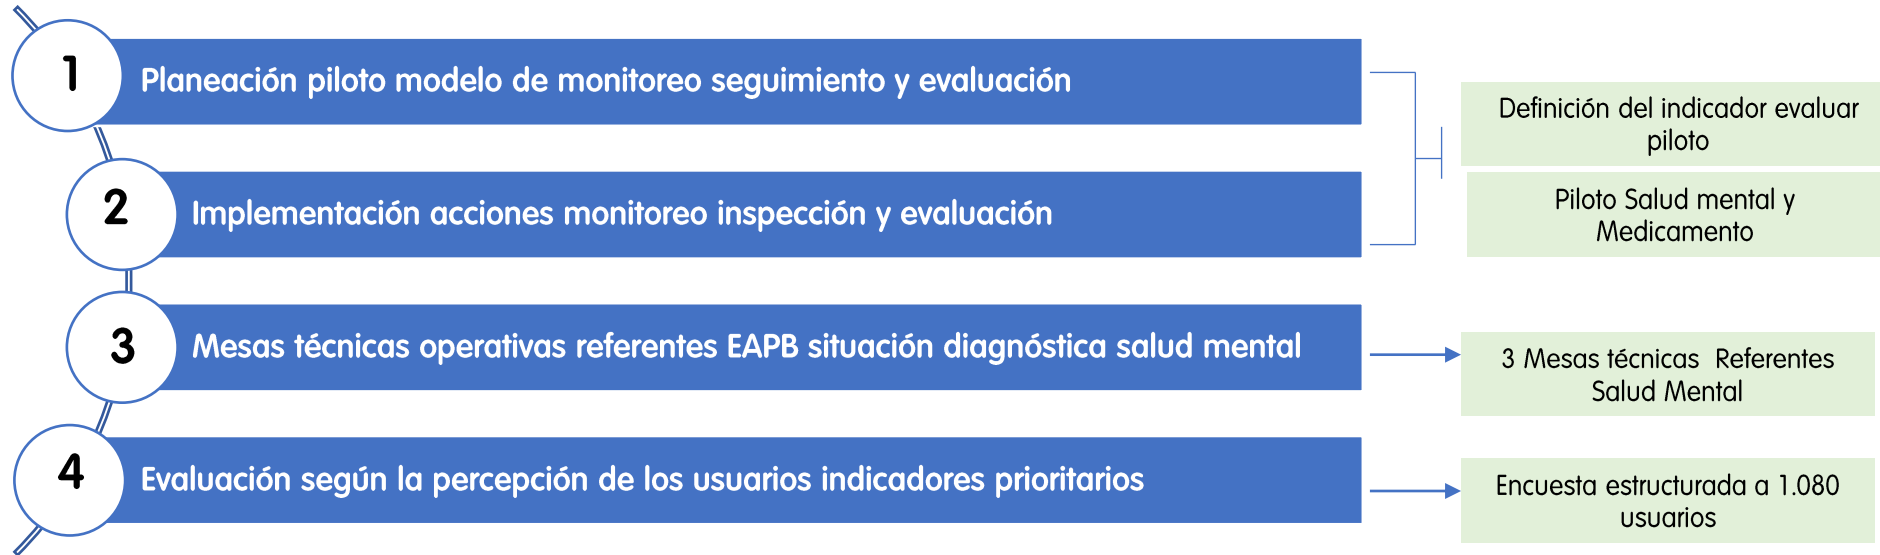 1
Planeación piloto modelo de monitoreo seguimiento y evaluación
Definición del indicador evaluar
piloto
2
Implementación acciones monitoreo inspección y evaluación
Piloto Salud mental y
Medicamento
3
Mesas técnicas operativas referentes EAPB situación diagnóstica salud mental
3 Mesas técnicas Referentes
Salud Mental
4
Evaluación según la percepción de los usuarios indicadores prioritarios
Encuesta estructurada a 1.080
usuarios